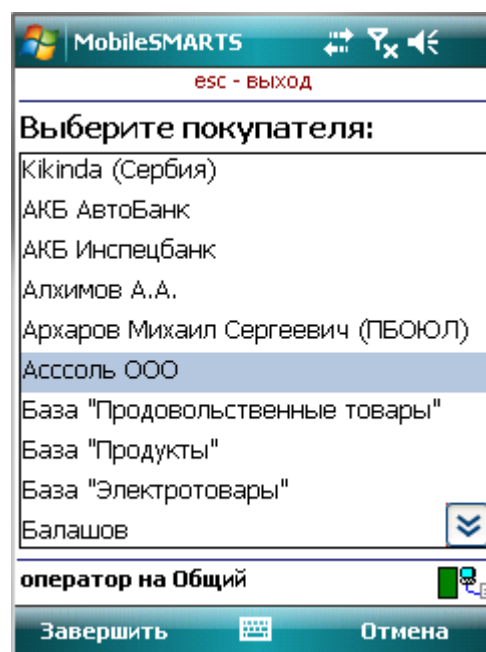 MobileSMARTS
esc - выход
Выберите покупателя:
Kikinda (Сербия)
АКБ АвтоБанк
АКБ Инспецбанк
Алхимов А.А.
Архаров Михаил Сергеевич (ПБОЮЛ)
Асссоль ООО
База "Продовольственные товары"
База "Продукты"
База "Электротовары"
Балашов
оператор на Общий
Завершить Отмена